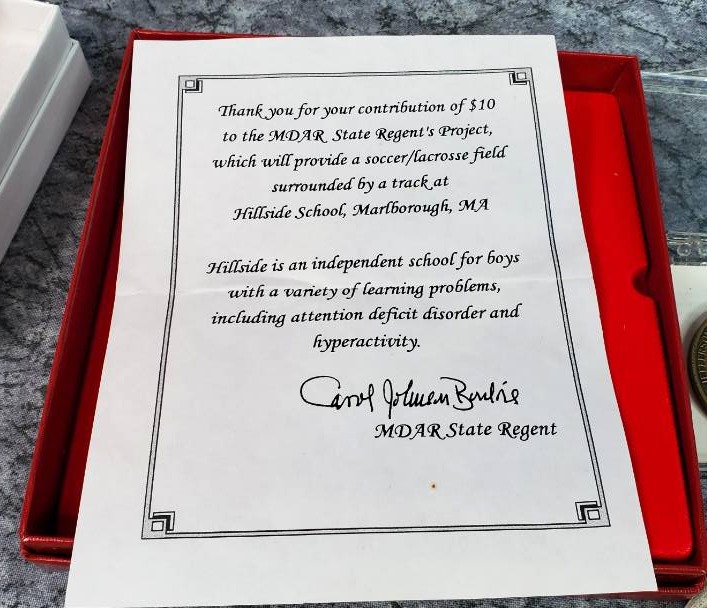 Thank you for your contribution of $10
to the MDAR State Regent's Project,
which will provide a soccer/lacrosse field
surrounded by a track at
Hillside School, Marlborough, MA
Hillside is an independent school for boys
with a variety of learning problems,
including attention deficit disorder and
hyperactivity.
Carol
MDAR State Regent